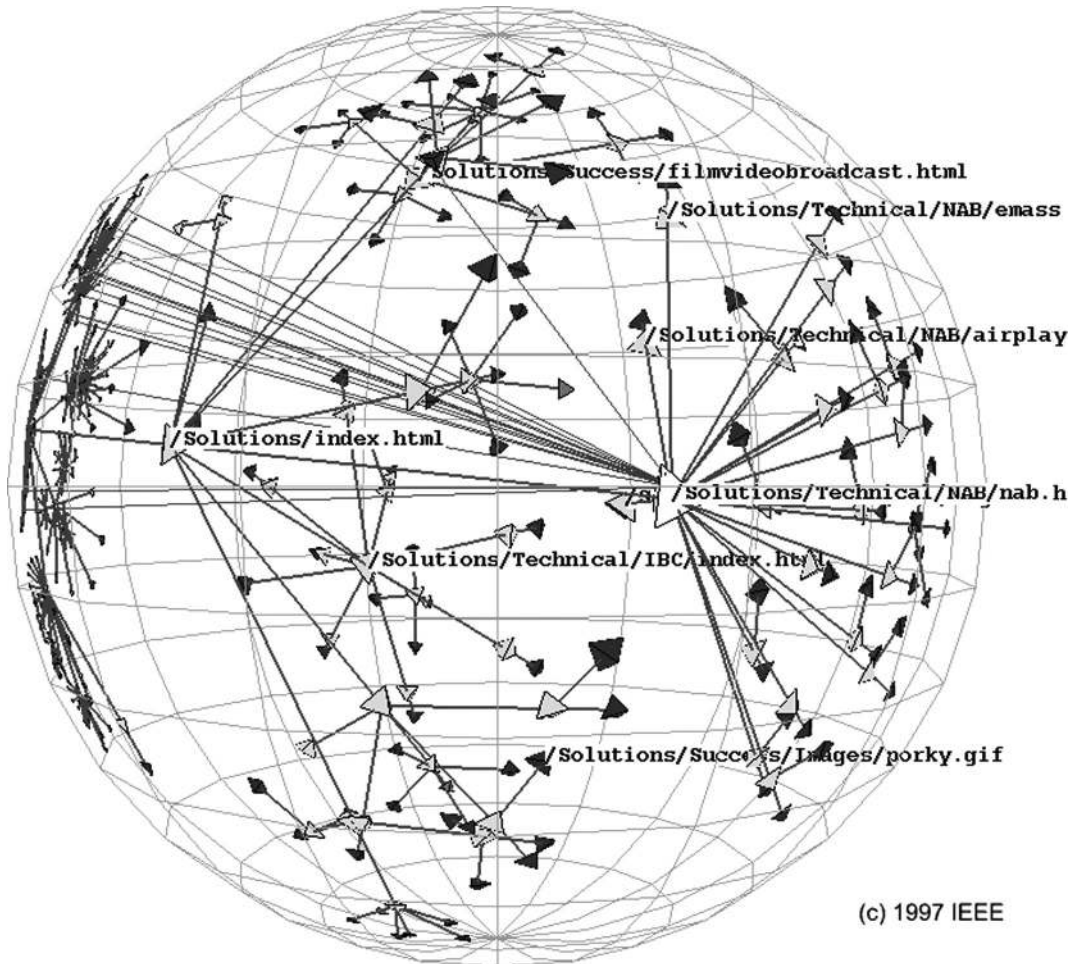 /Solutions/Success/filmvideobroadcast.html
/Solutions/Technical/NAB/emass
/Solutions/Technical/NAB/airplay
/Solutions/index.html
/S /Solutions/Technical/NAB/nab.h
/Solutions/Technical/IBC/index.html
/Solutions/Success/Images/porky.gif
(c) 1997 IEEE